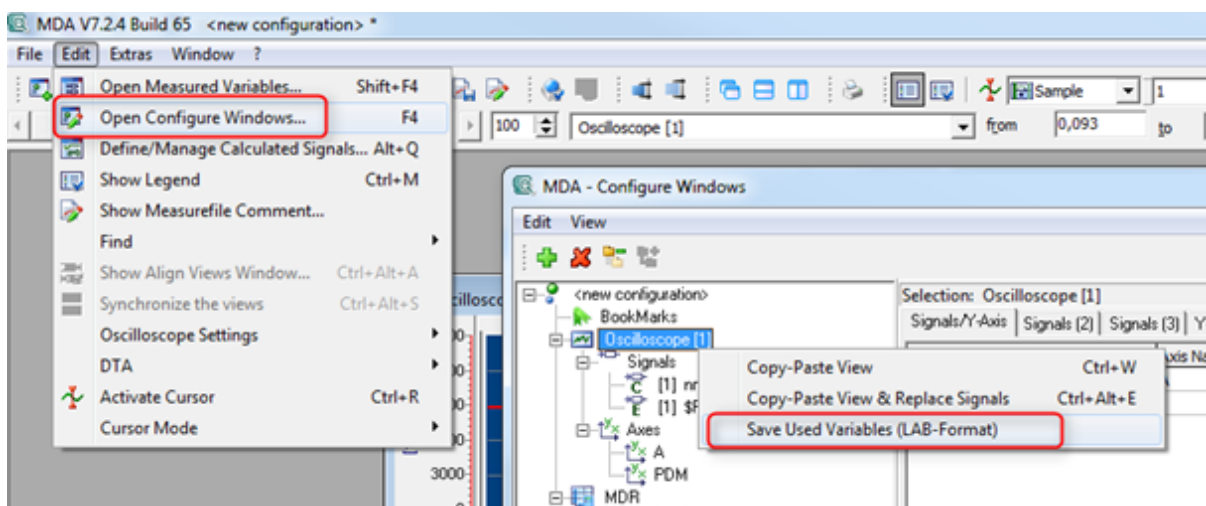 MDA V7.2.4 Build 65 <new configuration> *
File Edit Extras Window ?
Open Measured Variables... Shift+F4
Open Configure Windows... F4
Define/Manage Calculated Signals... Alt+Q
Show Legend Ctrl+M
Show Measurefile Comment...
Find
Show Align Views Window... Ctrl+Alt+A
Synchronize the views Ctrl+Alt+S
Oscilloscope Settings
DTA
Activate Cursor Ctrl+R
Cursor Mode
Sample 1
100 Oscilloscope [1] from 0,093 to
3000
MDA - Configure Windows
Edit View
<new configuration>
BookMarks
Oscilloscope [1]
Signals
[1]
[1]
Axes
A
PDM
MDR
Selection: Oscilloscope [1]
Signals/Y-Axis Signals (2) Signals (3) Y
Copy-Paste View Ctrl+W
Copy-Paste View & Replace Signals Ctrl+Alt+E
Save Used Variables (LAB-Format)